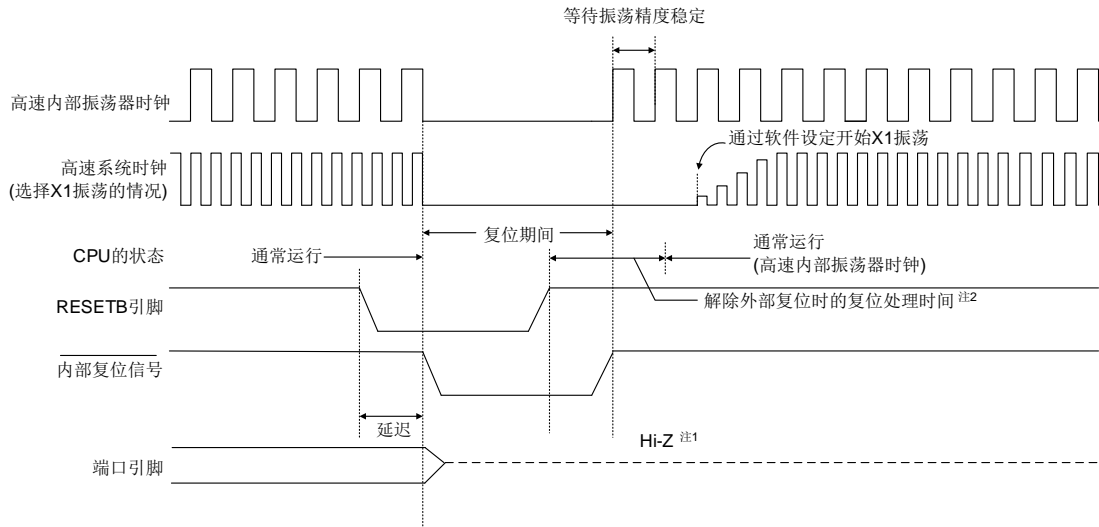 等待振荡精度稳定
高速内部振荡器时钟
通过软件设定开始X1振荡
高速系统时钟
(选择X1振荡的情况)
复位期间
CPU的状态
通常运行
通常运行
(高速内部振荡器时钟)
RESETB引脚
解除外部复位时的复位处理时间 注2
内部复位信号
延迟
Hi-Z 注1
端口引脚